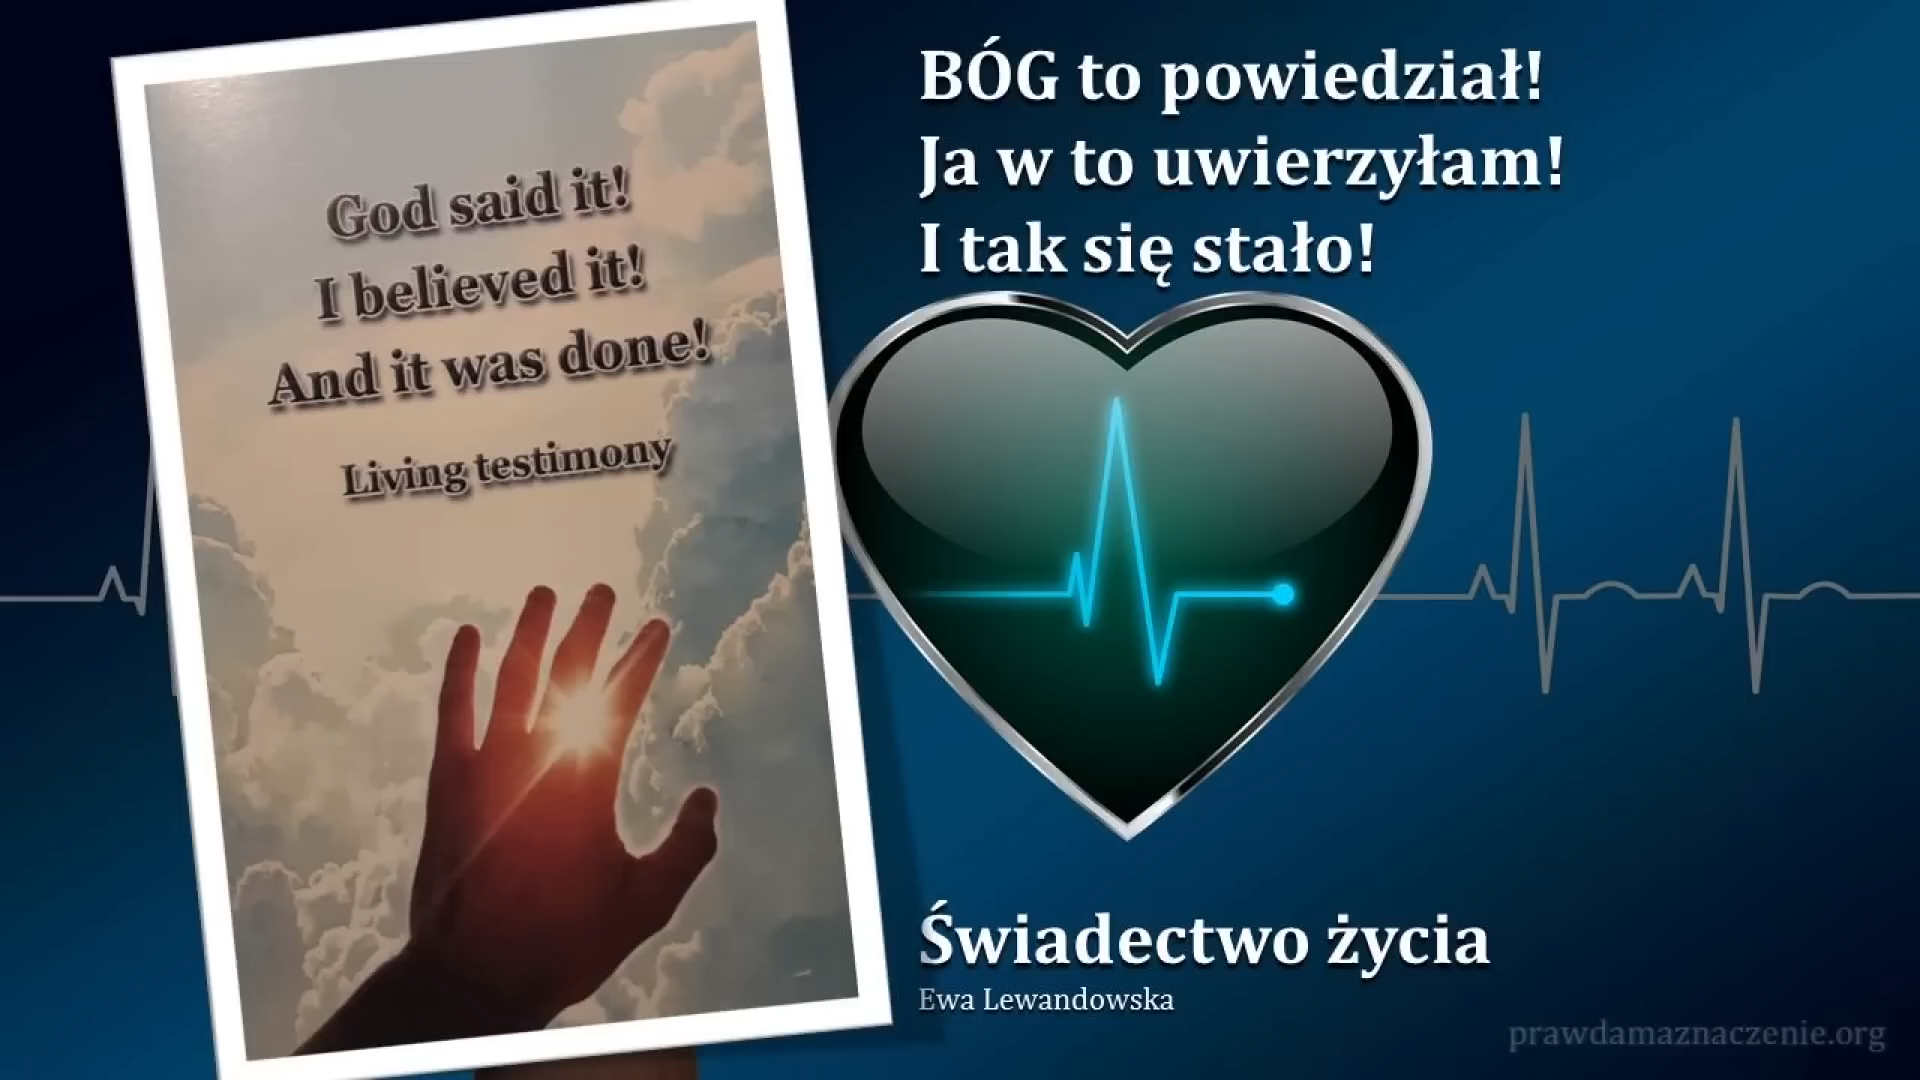 God said it!
I believed it!
And it was done!
Living testimony
BÓG to powiedział!
Ja w to uwierzyłam!
I tak się stało!
Świadectwo życia
Ewa Lewandowska
prawdamaznaczenie.org